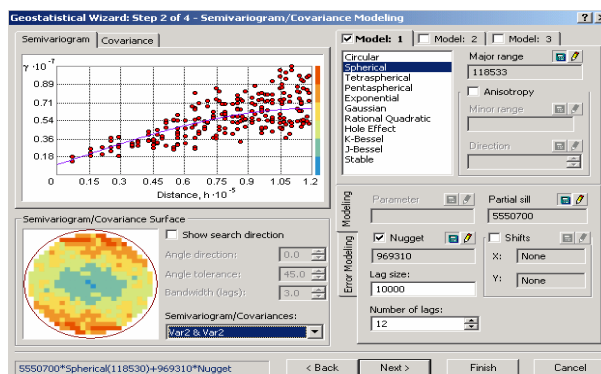 Geostatistical Wizard: Step 2 of 4 - Semivariogram/Covariance Modeling
Semivariogram
Covariance
γ·10⁻⁷
0.89
0.71
0.54
0.36
0.18
0 0.15 0.3 0.45 0.6 0.75 0.9 1.05 1.2
Distance, h·10⁻⁵
Semivariogram/Covariance Surface
Show search direction
Angle direction: 0.0
Angle tolerance: 45.0
Bandwidth (lags): 3.0
Semivariogram/Covariances:
Var2 & Var2
Model: 1 Model: 2 Model: 3
Circular
Spherical
Tetraspherical
Pentaspherical
Exponential
Gaussian
Rational Quadratic
Hole Effect
K-Bessel
J-Bessel
Stable
Major range
118533
Anisotropy
Minor range
Direction
Modeling
Error Modeling
Parameter
Partial sill
5550700
Nugget
969310
Shifts
X: None
Y: None
Lag size:
10000
Number of lags:
12
5550700*Spherical(118530)+969310*Nugget
< Back Next > Finish Cancel